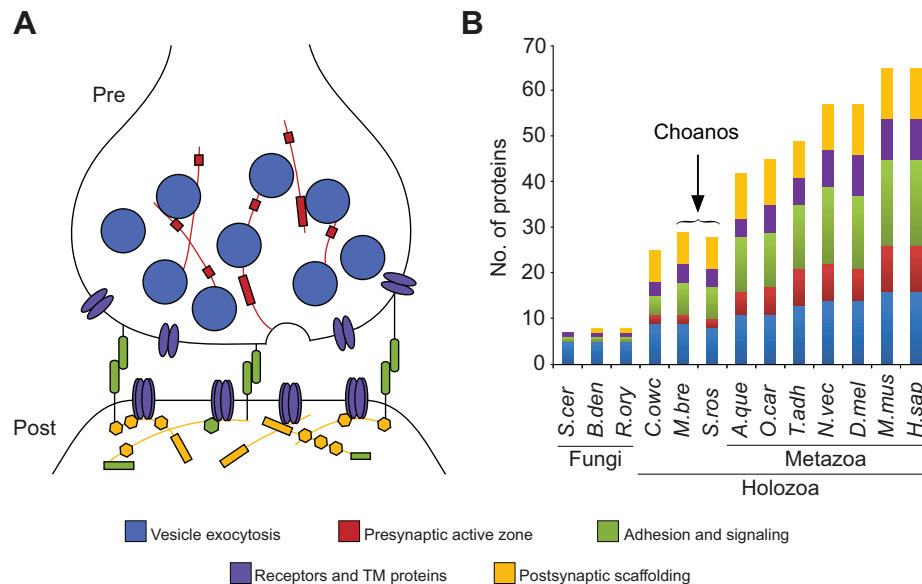 A
Pre
Post
B
No. of proteins
70
60
50
40
30
20
10
0
Choanos
S.cer
B.den
R.ory
C.owc
M.bre
S.ros
A.que
O.car
T.adh
N.vec
D.mel
M.mus
H.sap
Fungi
Metazoa
Holozoa
Vesicle exocytosis
Presynaptic active zone
Adhesion and signaling
Receptors and TM proteins
Postsynaptic scaffolding